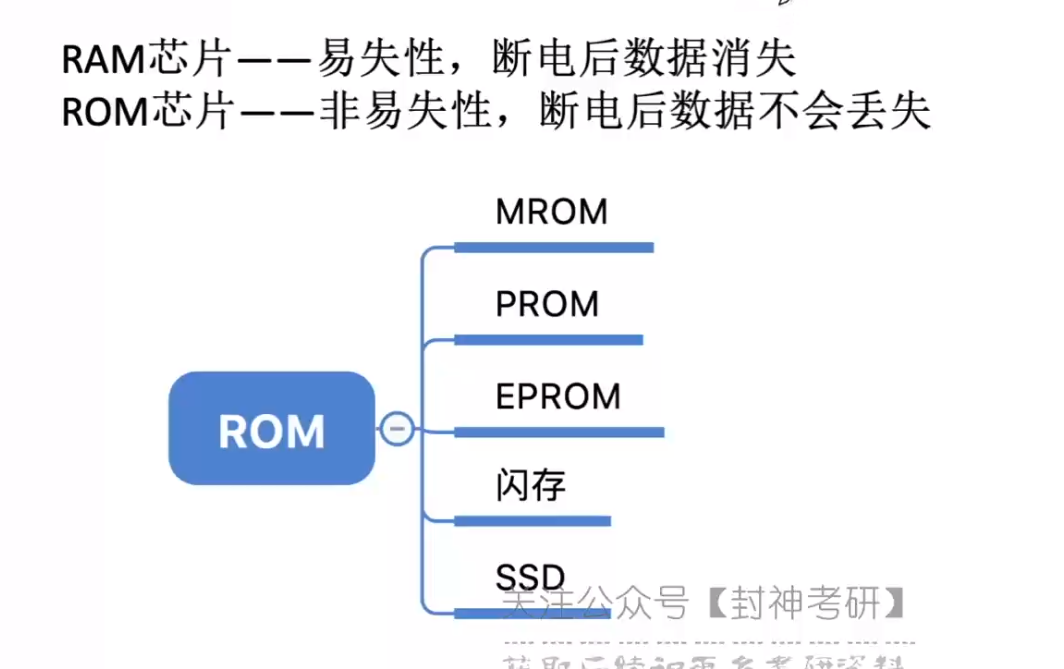 RAM芯片——易失性，断电后数据消失
ROM芯片——非易失性，断电后数据不会丢失
MROM
PROM
EPROM
ROM
闪存
SSD
关注公众号【封神考研】